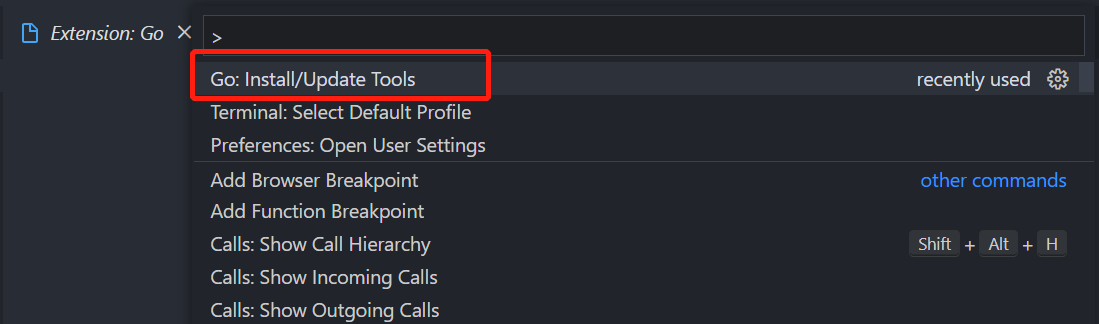 Extension: Go
>
Go: Install/Update Tools recently used
Terminal: Select Default Profile
Preferences: Open User Settings
Add Browser Breakpoint other commands
Add Function Breakpoint
Calls: Show Call Hierarchy Shift + Alt + H
Calls: Show Incoming Calls
Calls: Show Outgoing Calls